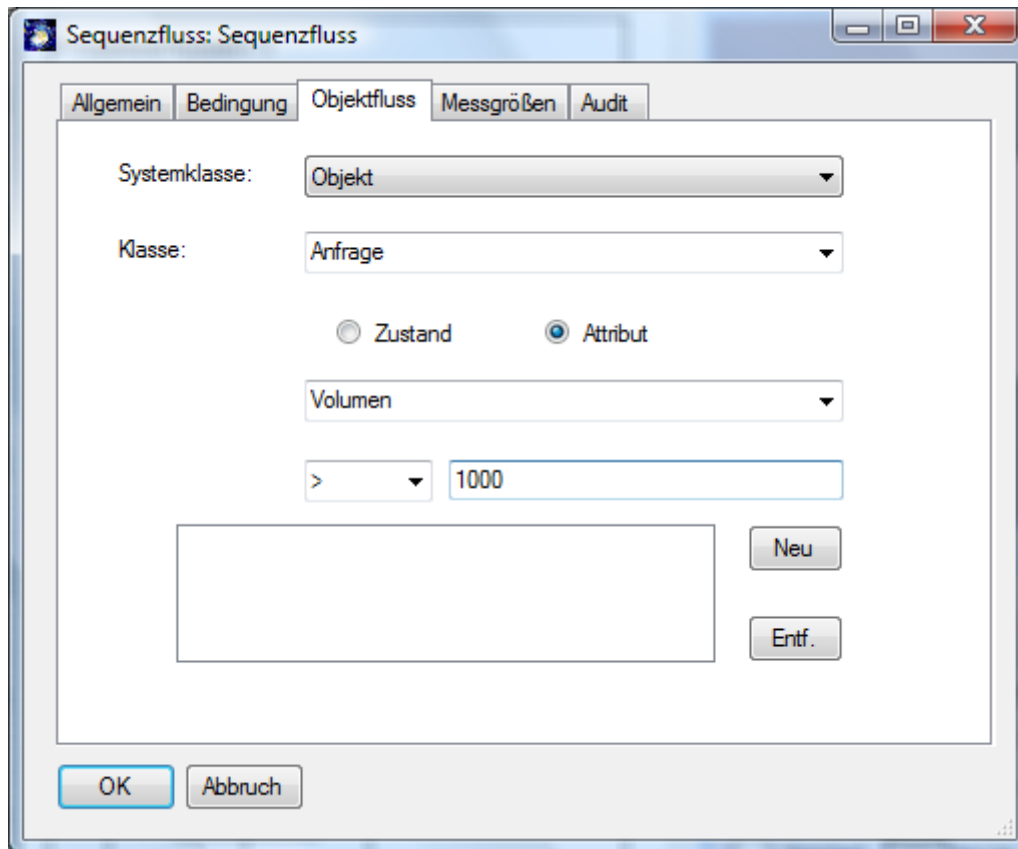 Sequenzfluss: Sequenzfluss
Allgemein Bedingung Objektfluss Messgrößen Audit
Systemklasse: Objekt
Klasse: Anfrage
Zustand Attribut
Volumen
> 1000
Neu
Entf.
OK Abbruch